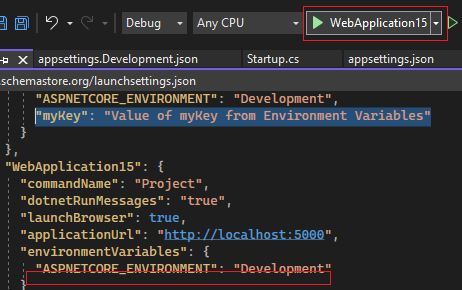 Debug Any CPU WebApplication15
appsettings.Development.json Startup.cs appsettings.json
schemastore.org/launchsettings.json
"ASPNETCORE_ENVIRONMENT": "Development",
"myKey": "Value of myKey from Environment Variables"
}
},
"WebApplication15": {
"commandName": "Project",
"dotnetRunMessages": "true",
"launchBrowser": true,
"applicationUrl": "http://localhost:5000",
"environmentVariables": {
"ASPNETCORE_ENVIRONMENT": "Development"
}